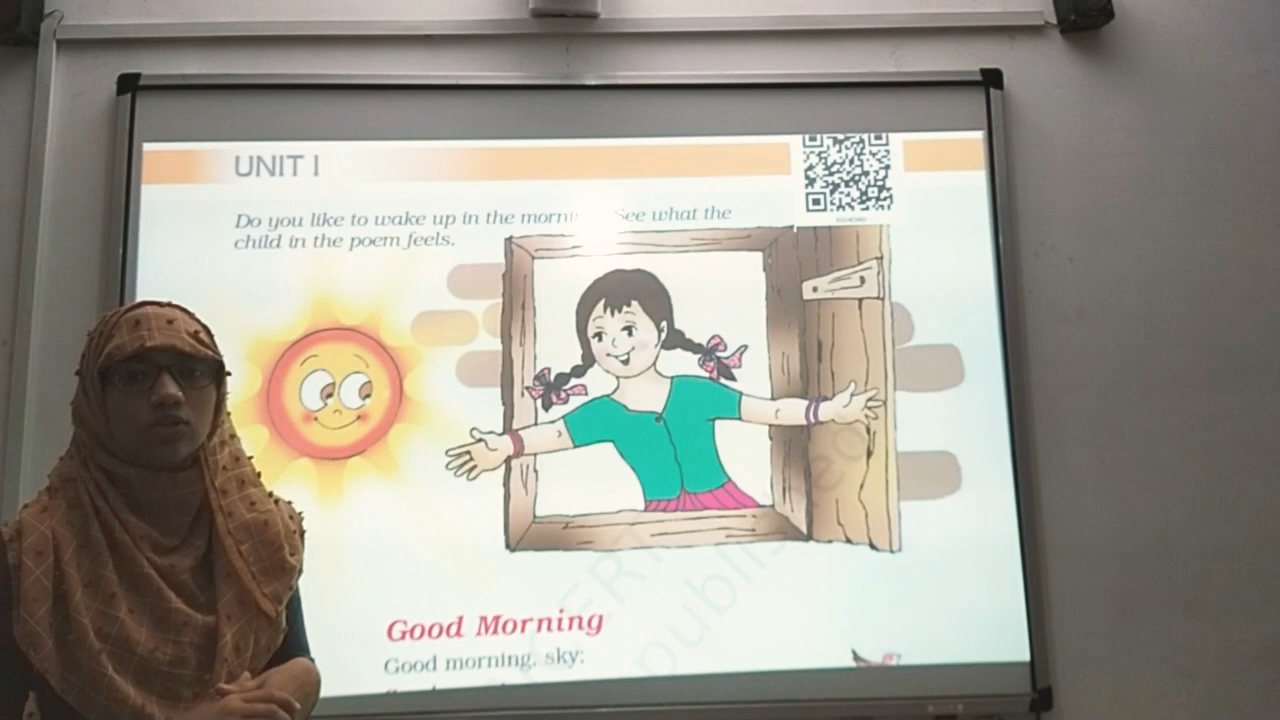 UNIT I
Do you like to wake up in the See what the
child in the poem feels.
Good Morning
Good morning, sky;